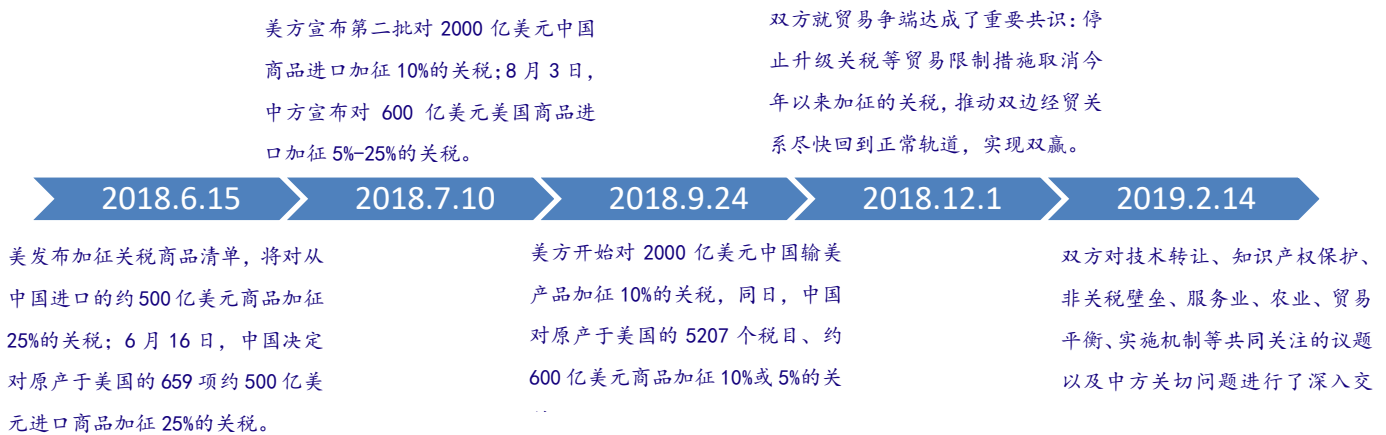 美方宣布第二批对 2000 亿美元中国
商品进口加征 10%的关税；8 月 3 日，
中方宣布对 600 亿美元美国商品进
口加征 5%-25%的关税。
双方就贸易争端达成了重要共识：停
止升级关税等贸易限制措施取消今
年以来加征的关税，推动双边经贸关
系尽快回到正常轨道，实现双赢。
2018.6.15
2018.7.10
2018.9.24
2018.12.1
2019.2.14
美发布加征关税商品清单，将对从
中国进口的约 500 亿美元商品加征
25%的关税；6 月 16 日，中国决定
对原产于美国的 659 项约 500 亿美
元进口商品加征 25%的关税。
美方开始对 2000 亿美元中国输美
产品加征 10%的关税，同日，中国
对原产于美国的 5207 个税目、约
600 亿美元商品加征 10%或 5%的关
双方对技术转让、知识产权保护、
非关税壁垒、服务业、农业、贸易
平衡、实施机制等共同关注的议题
以及中方关切问题进行了深入交